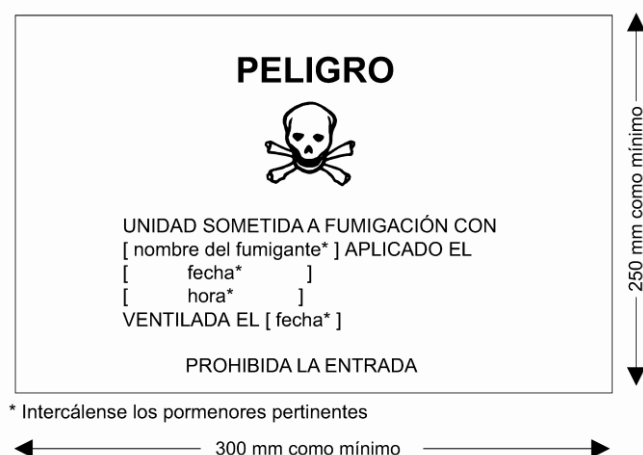 PELIGRO
UNIDAD SOMETIDA A FUMIGACIÓN CON
[ nombre del fumigante* ] APLICADO EL
[ fecha* ]
[ hora* ]
VENTILADA EL [ fecha* ]
PROHIBIDA LA ENTRADA
* Intercálense los pormenores pertinentes
300 mm como mínimo
250 mm como mínimo